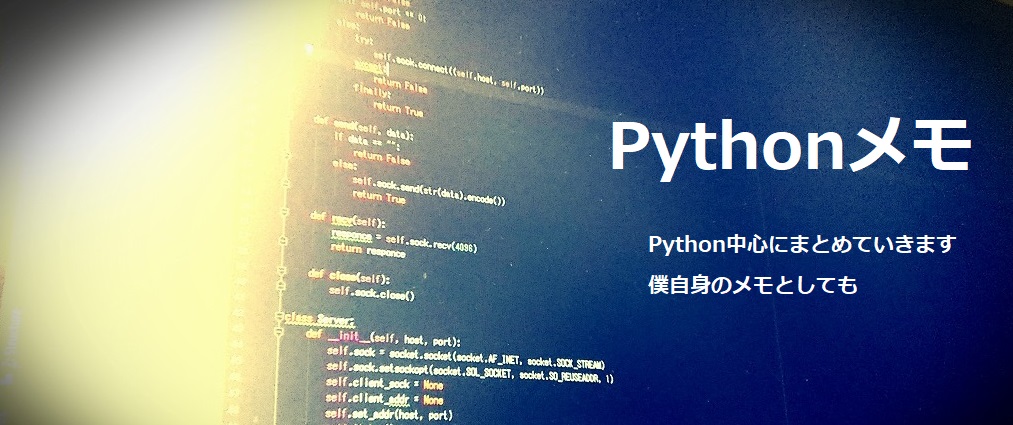 self.port == 0:
return False
else:
try:
self.sock.connect((self.host, self.port))
return False
finally:
return True
def send(self, data):
if data == "":
return False
else:
self.sock.send(str(data).encode())
return True
def recv(self):
responce = self.sock.recv(4096)
return responce
def close(self):
self.sock.close()
class Server:
def __init__(self, host, port):
self.sock = socket.socket(socket.AF_INET, socket.SOCK_STREAM)
self.sock.setsockopt(socket.SOL_SOCKET, socket.SO_REUSEADDR, 1)
self.client_sock = None
self.client_addr = None
self.set_addr(host, port)
Pythonメモ
Python中心にまとめていきます
僕自身のメモとしても